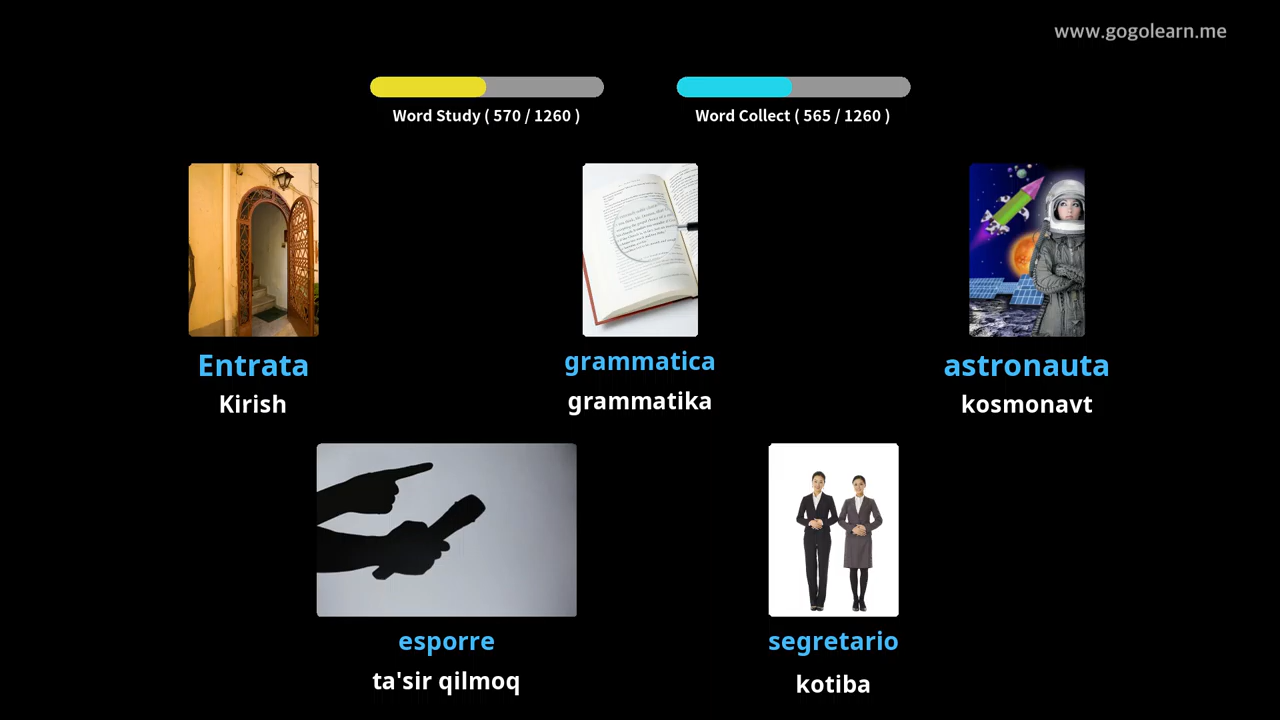 www.gogolearn.me
Word Study ( 570 / 1260 )
Word Collect ( 565 / 1260 )
Entrata
Kirish
grammatica
grammatika
astronauta
kosmonavt
esporre
ta'sir qilmoq
segretario
kotiba